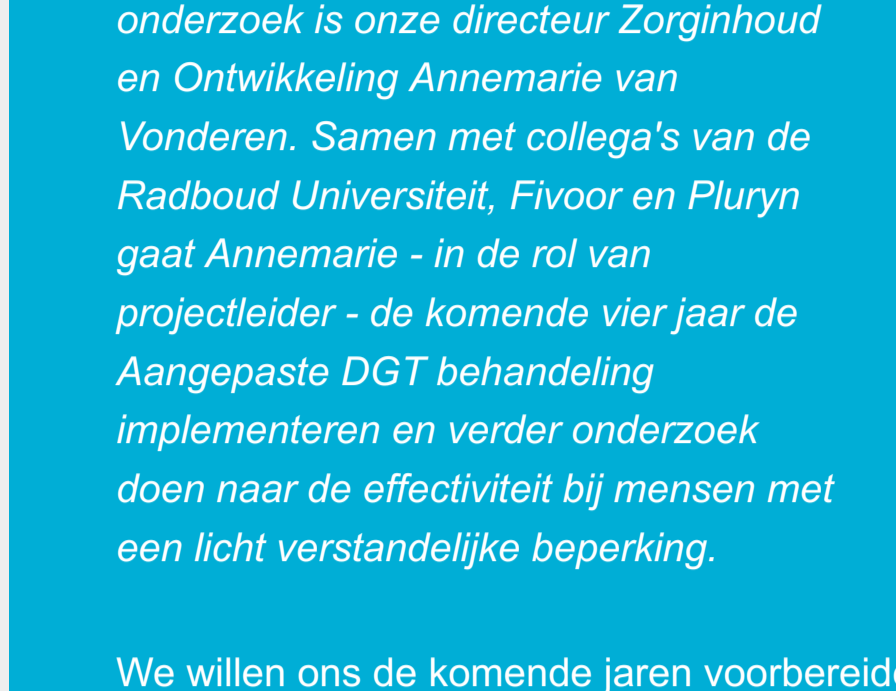 onderzoek is onze directeur Zorginhoud
en Ontwikkeling Annemarie van
Vonderen. Samen met collega's van de
Radboud Universiteit, Fivoor en Pluryn
gaat Annemarie - in de rol van
projectleider - de komende vier jaar de
Aangepaste DGT behandeling
implementeren en verder onderzoek
doen naar de effectiviteit bij mensen met
een licht verstandelijke beperking.
We willen ons de komende jaren